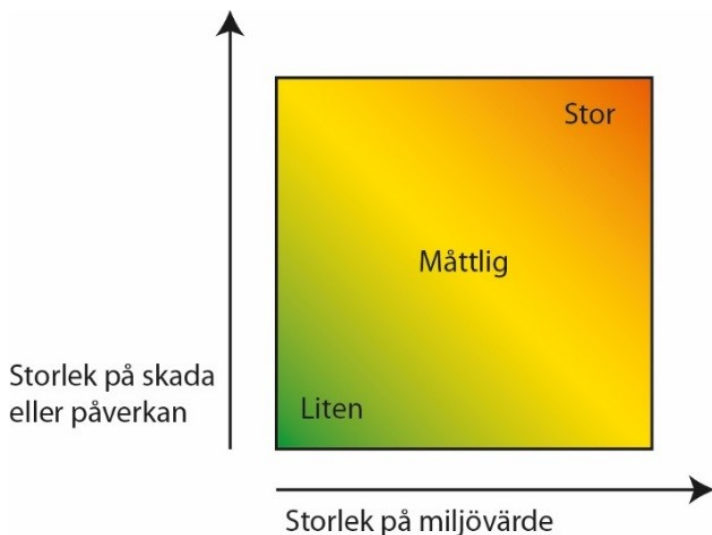 Stor
Måttlig
Storlek på skada
eller påverkan
Liten
Storlek på miljövärde